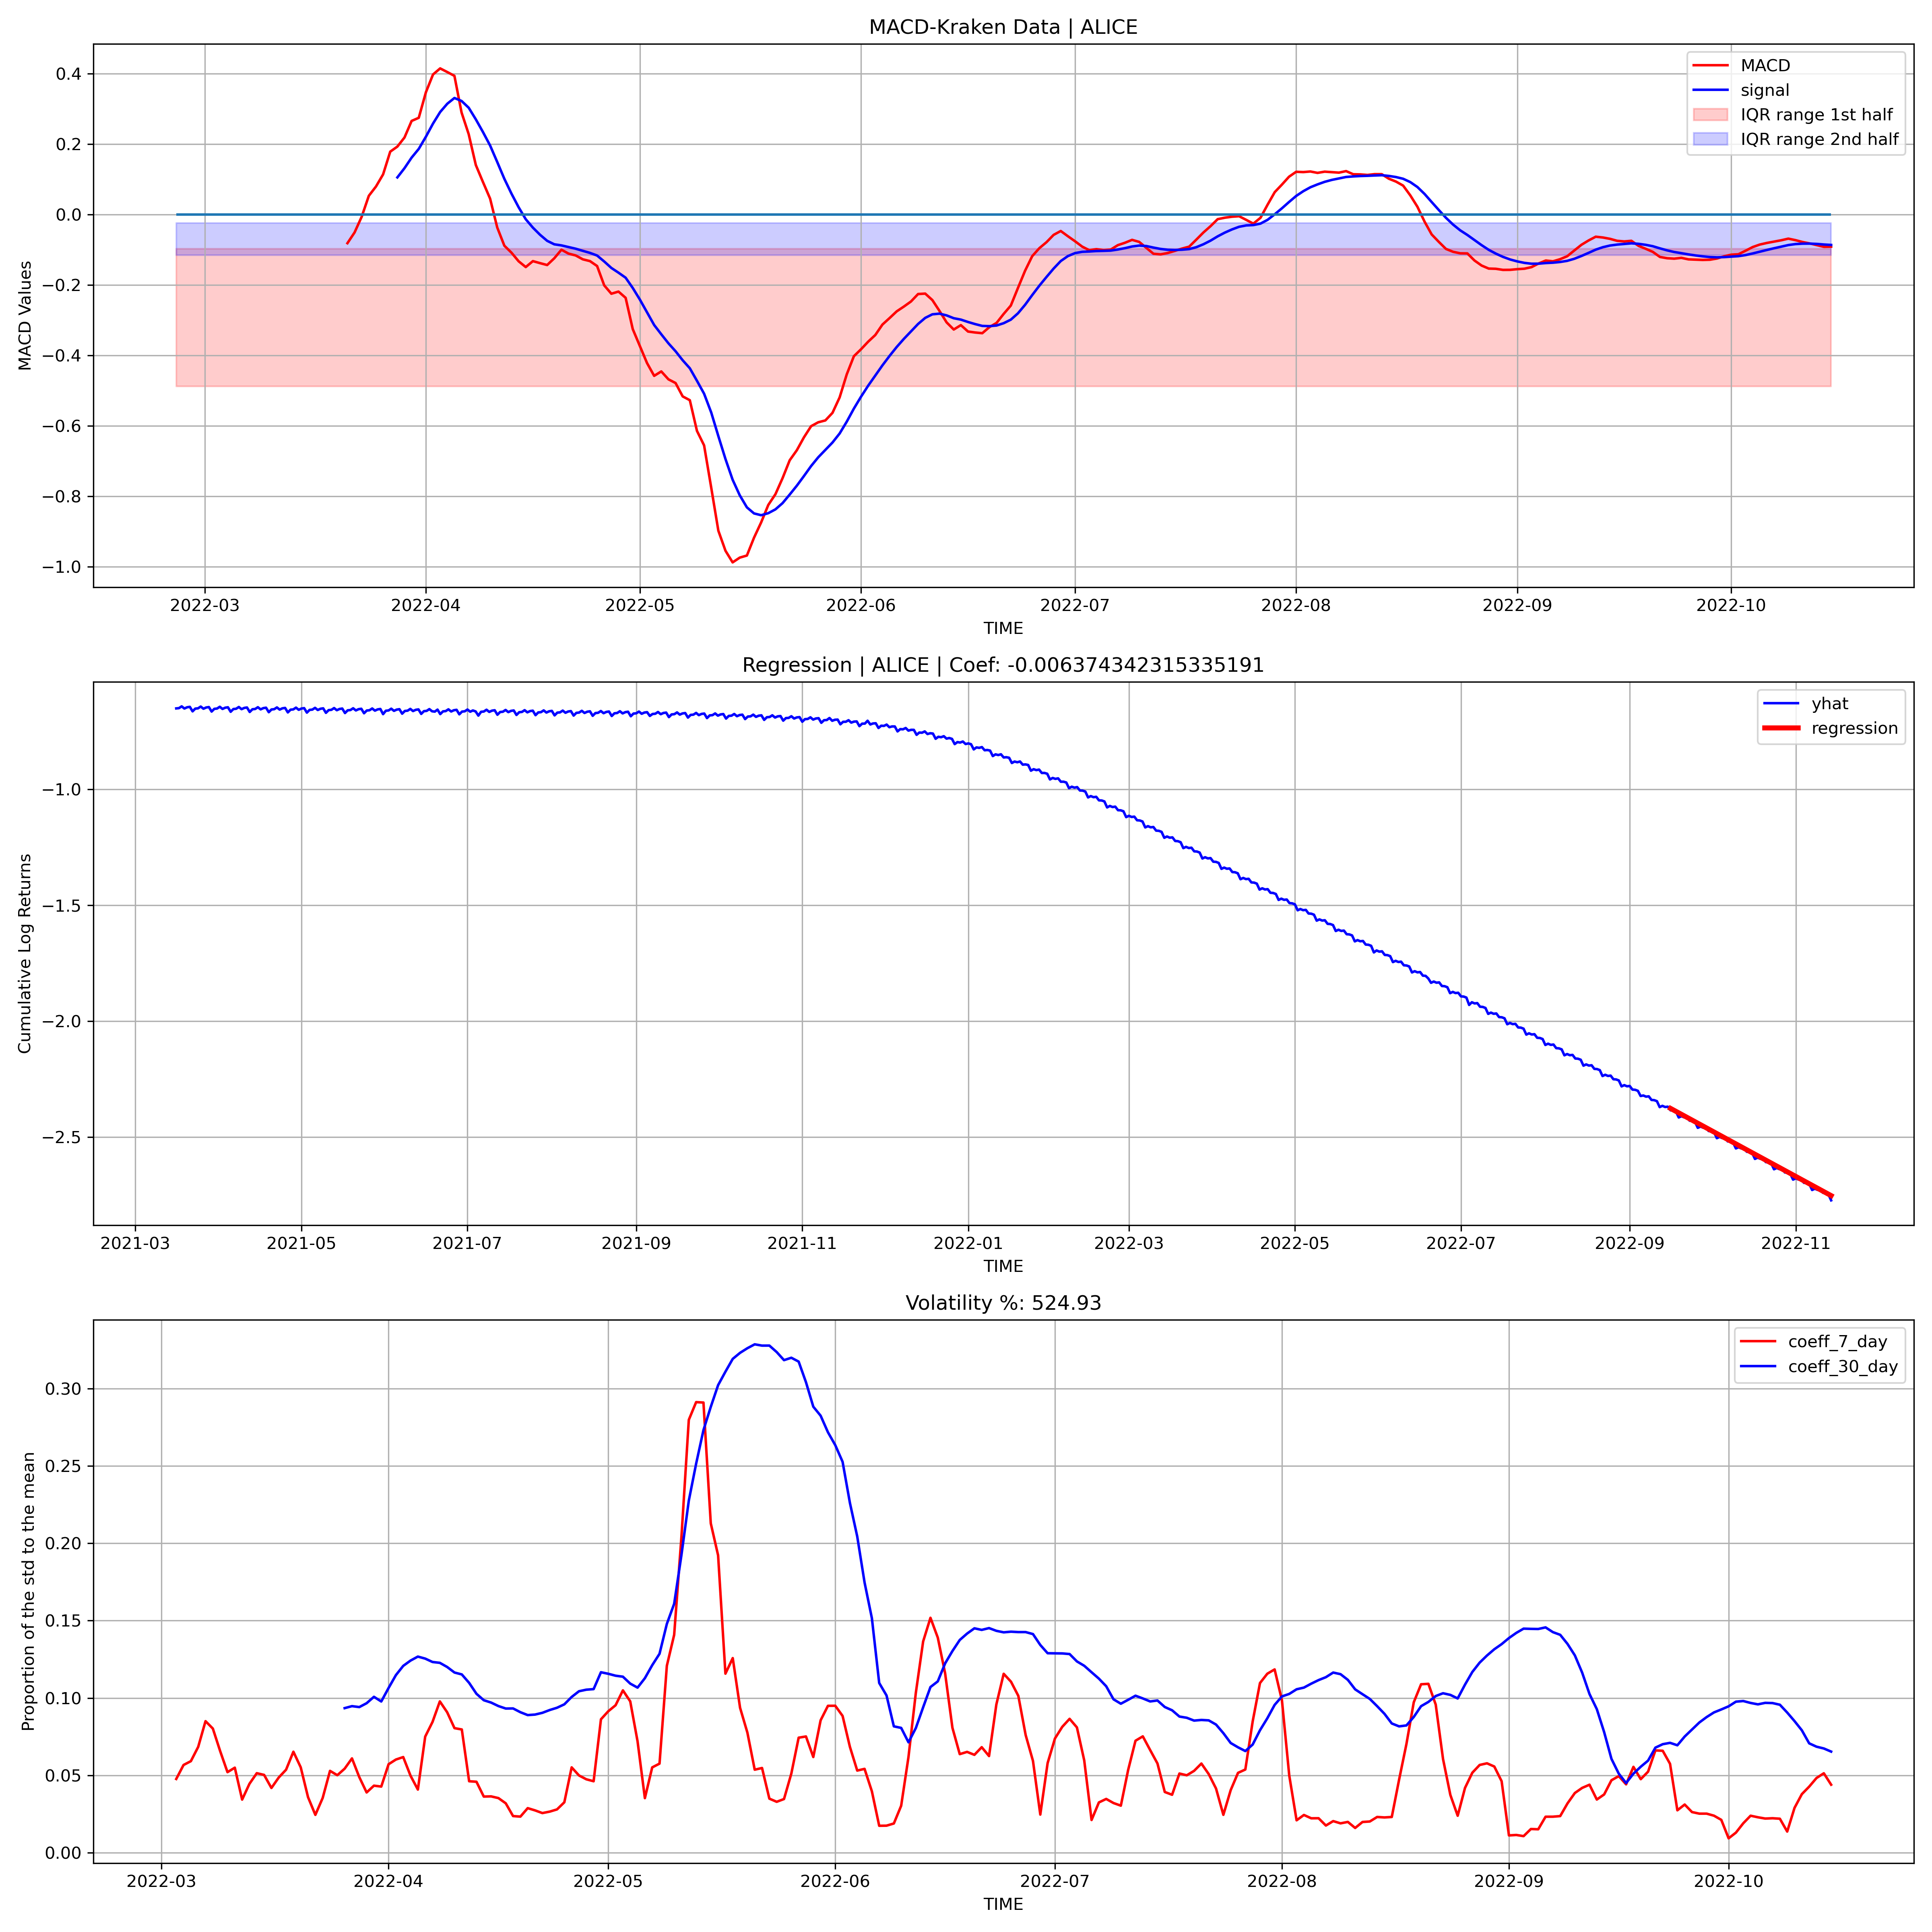 MACD-Kraken Data | ALICE
MACD Values
0.4
0.2
0.0
−0.2
−0.4
−0.6
−0.8
−1.0
MACD
signal
IQR range 1st half
IQR range 2nd half
2022-03 2022-04 2022-05 2022-06 2022-07 2022-08 2022-09 2022-10
TIME
Regression | ALICE | Coef: -0.006374342315335191
Cumulative Log Returns
−1.0
−1.5
−2.0
−2.5
yhat
regression
2021-03 2021-05 2021-07 2021-09 2021-11 2022-01 2022-03 2022-05 2022-07 2022-09 2022-11
TIME
Volatility %: 524.93
Proportion of the std to the mean
0.30
0.25
0.20
0.15
0.10
0.05
0.00
coeff_7_day
coeff_30_day
2022-03 2022-04 2022-05 2022-06 2022-07 2022-08 2022-09 2022-10
TIME